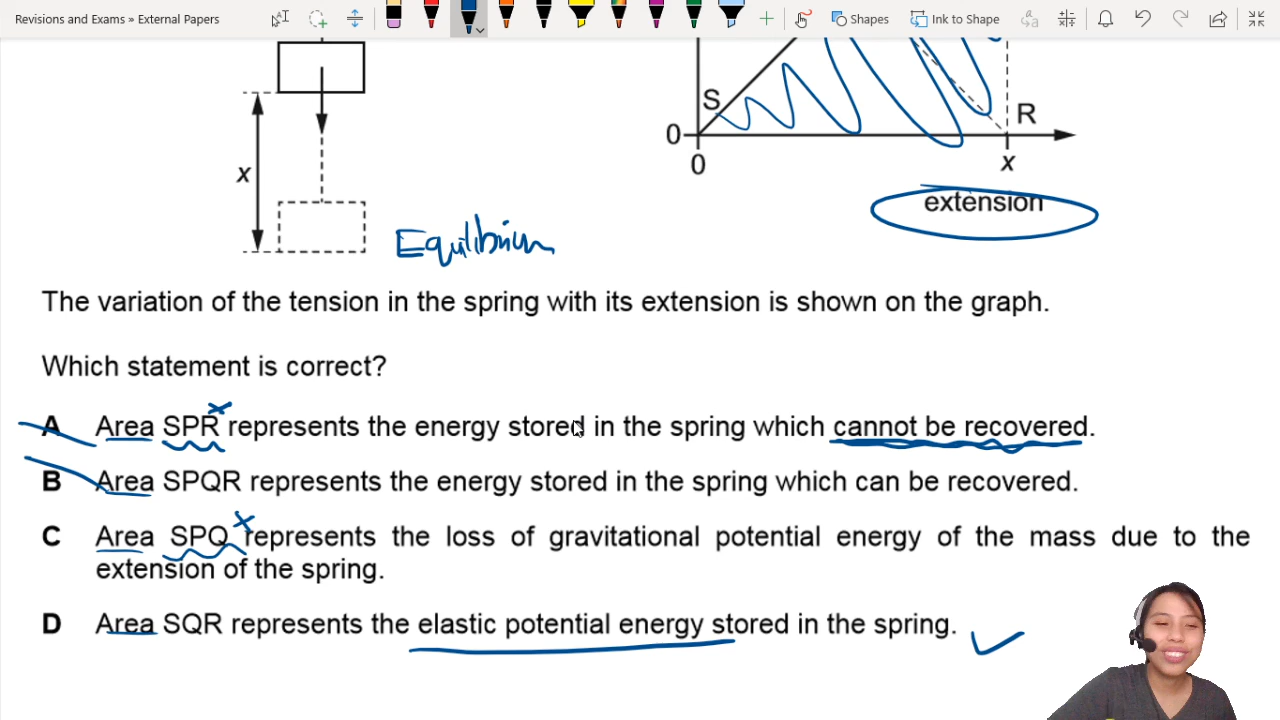 Revisions and Exams » External Papers
Shapes
Ink to Shape
S
R
0
0
x
x
extension
Equilibrium
The variation of the tension in the spring with its extension is shown on the graph.
Which statement is correct?
A Area SPR represents the energy stored in the spring which cannot be recovered.
B Area SPQR represents the energy stored in the spring which can be recovered.
C Area SPQ represents the loss of gravitational potential energy of the mass due to the
extension of the spring.
D Area SQR represents the elastic potential energy stored in the spring.